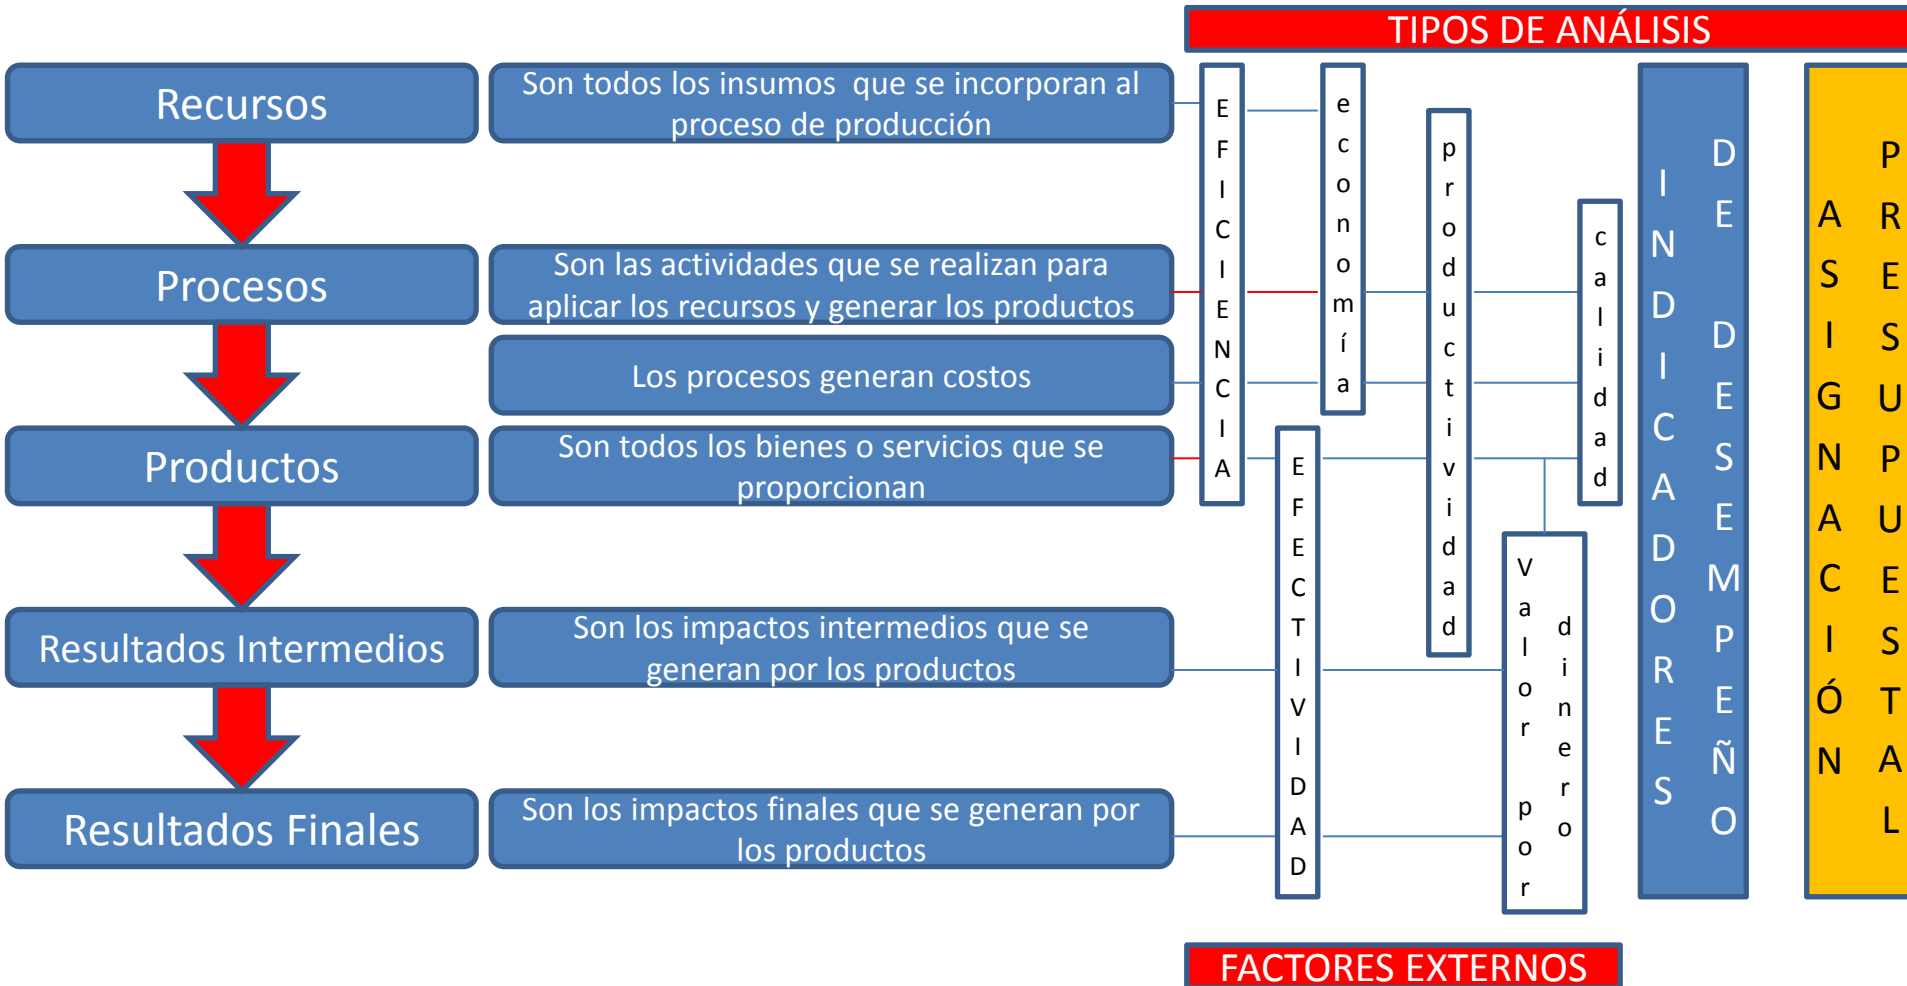 TIPOS DE ANÁLISIS
Recursos
Son todos los insumos que se incorporan al
proceso de producción
Procesos
Son las actividades que se realizan para
aplicar los recursos y generar los productos
Los procesos generan costos
Productos
Son todos los bienes o servicios que se
proporcionan
Resultados Intermedios
Son los impactos intermedios que se
generan por los productos
Resultados Finales
Son los impactos finales que se generan por
los productos
EFICIENCIA
economía
EFECTIVIDAD
productividad
Valor por
dinero
calidad
INDICADORES
DE DESEMPEÑO
ASIGNACIÓN
PRESUPUESTAL
FACTORES EXTERNOS